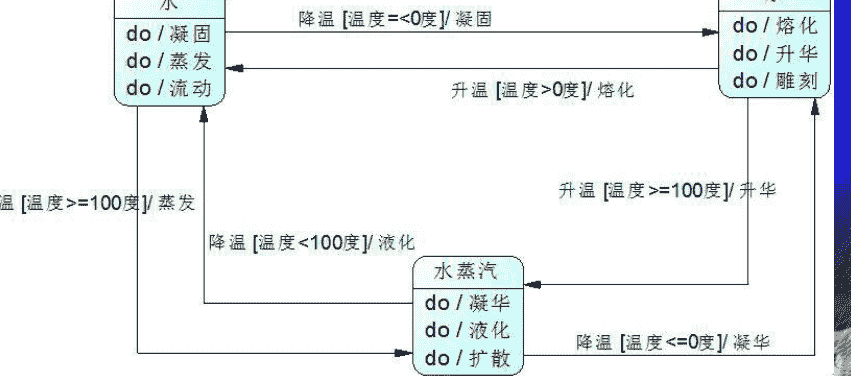 水
降温 [温度=<0度]/ 凝固
do / 凝固
do / 蒸发
do / 流动
do / 熔化
do / 升华
do / 雕刻
升温 [温度>0度]/ 熔化
温 [温度>=100度]/ 蒸发
升温 [温度>=100度]/ 升华
降温 [温度<100度]/ 液化
水蒸汽
do / 凝华
do / 液化
do / 扩散
降温 [温度<=0度]/ 凝华